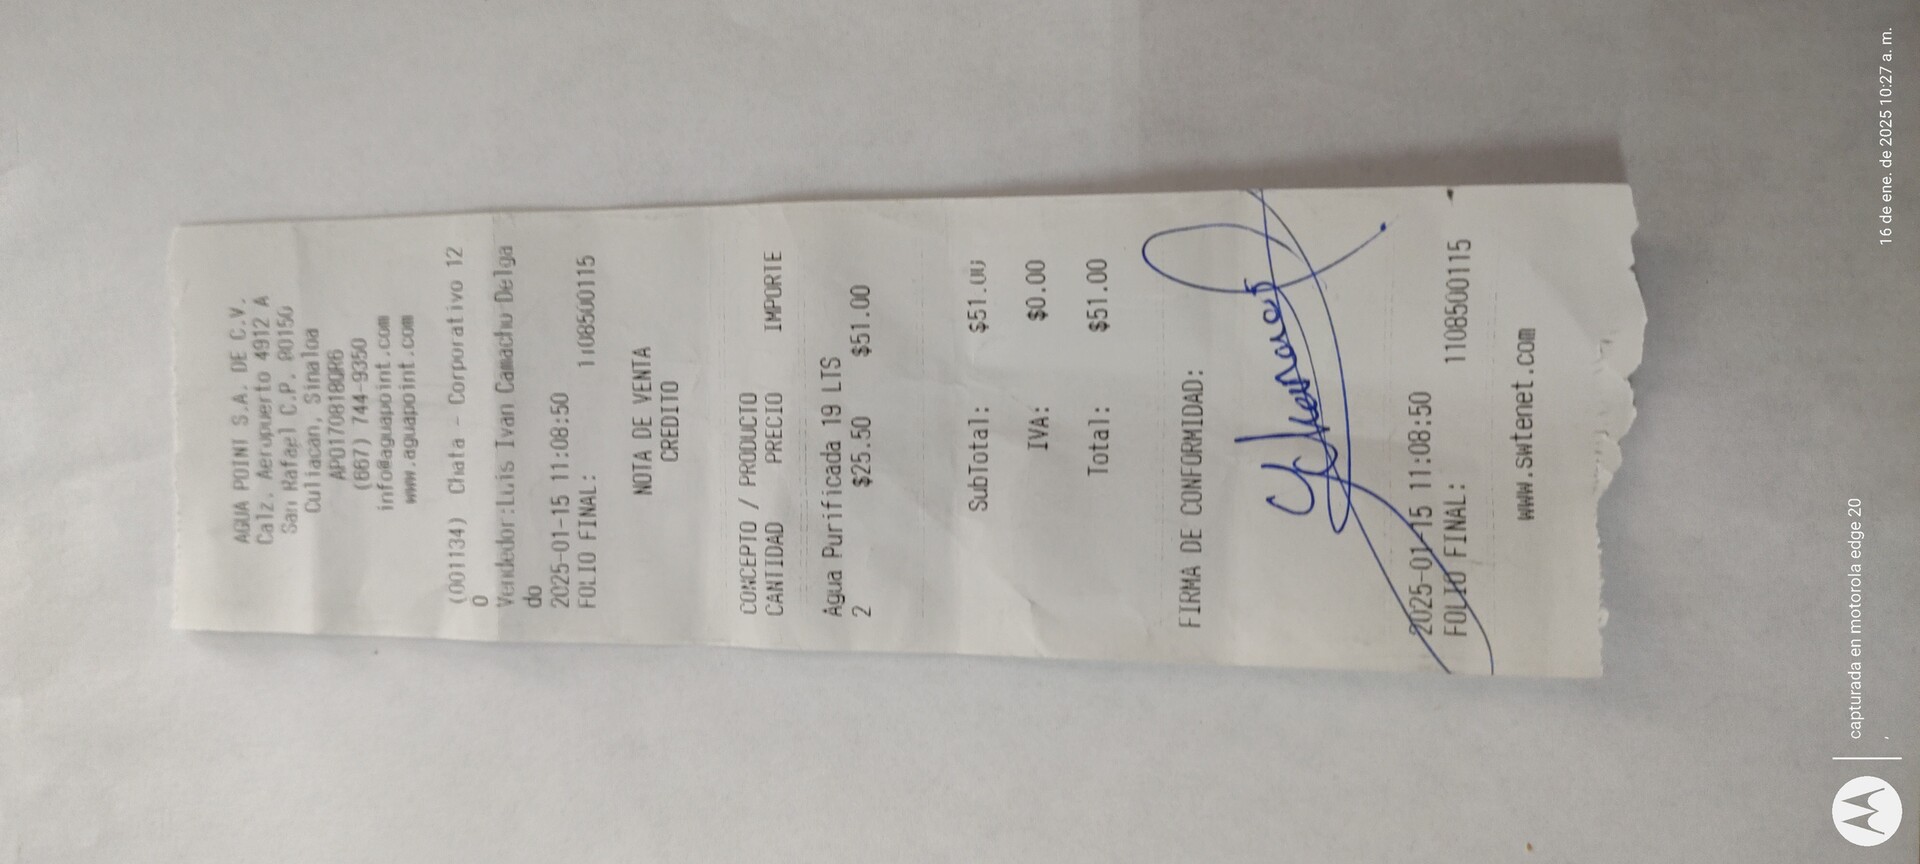 AGUA POINT S.A. DE C.V.
Calz. Aeropuerto 4912 A
San Rafael C.P. 80150
Culiacan, Sinaloa
APO170818QR6
(667) 744-9350
info@aguapoint.com
www.aguapoint.com
(001134) Chata - Corporativo 12
0
Vendedor:Luis Ivan Camacho Delga
do
2025-01-15 11:08:50
FOLIO FINAL: 1108500115
NOTA DE VENTA
CREDITO
CONCEPTO / PRODUCTO
CANTIDAD PRECIO IMPORTE
Agua Purificada 19 LTS
2 $25.50 $51.00
SubTotal: $51.00
IVA: $0.00
Total: $51.00
FIRMA DE CONFORMIDAD:
2025-01-15 11:08:50
FOLIO FINAL: 1108500115
www.swtenet.com
capturada en motorola edge 20
,
16 de ene. de 2025 10:27 a. m.